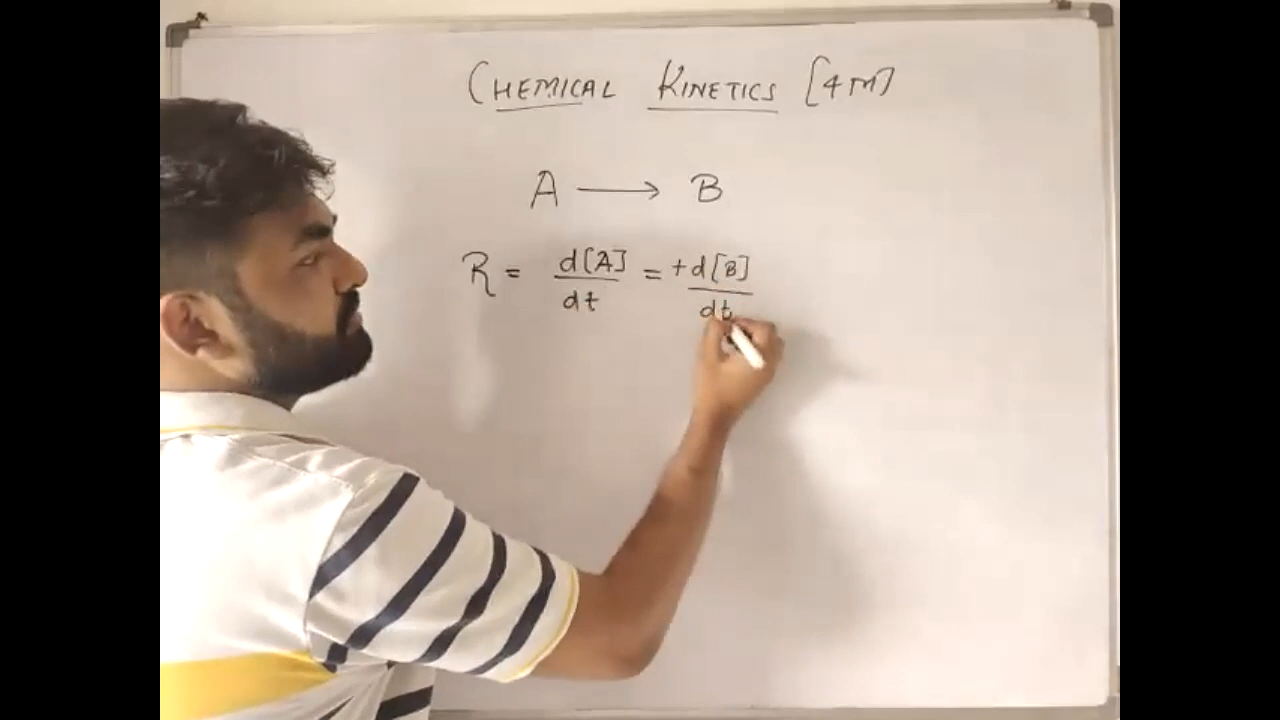 CHEMICAL KINETICS [4M]
A ⟶ B
R = d[A]/dt = +d[B]/dt